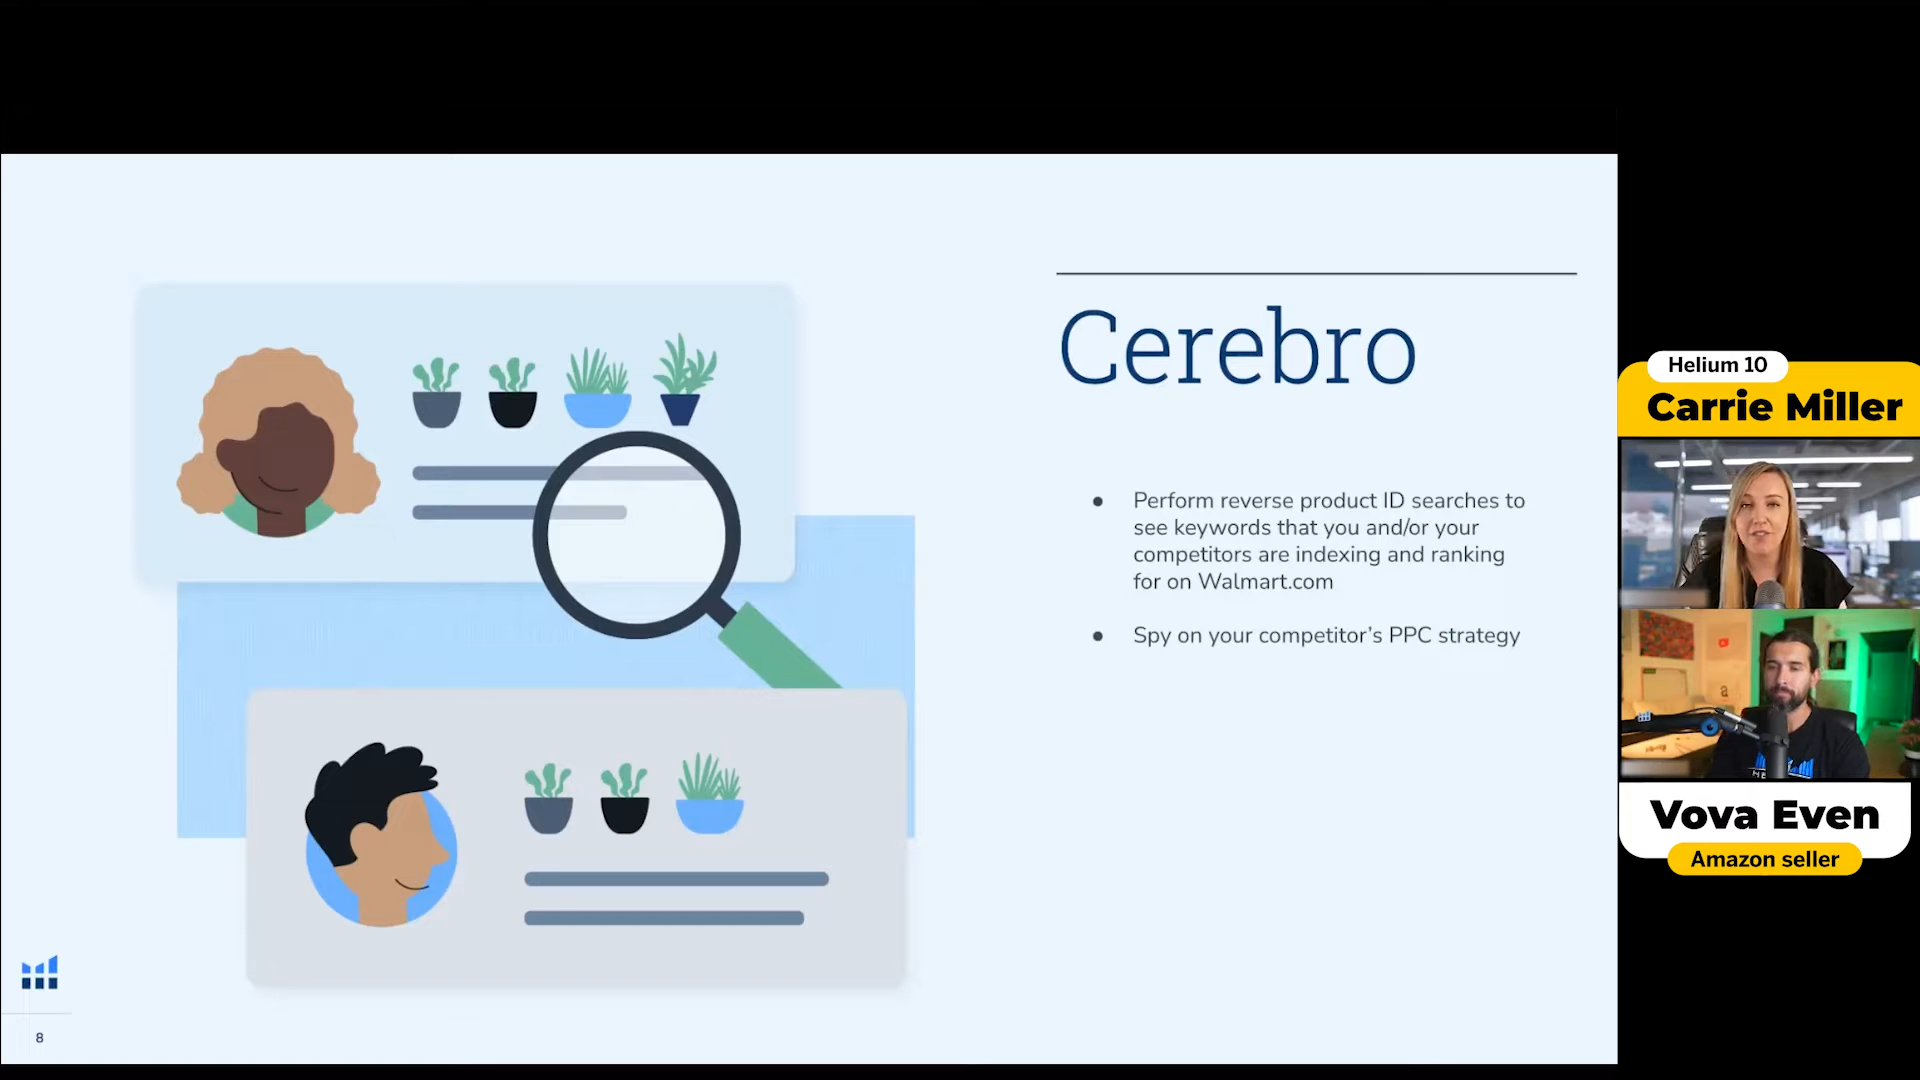 Cerebro
● Perform reverse product ID searches to
see keywords that you and/or your
competitors are indexing and ranking
for on Walmart.com
● Spy on your competitor’s PPC strategy
8
Helium 10
Carrie Miller
Vova Even
Amazon seller